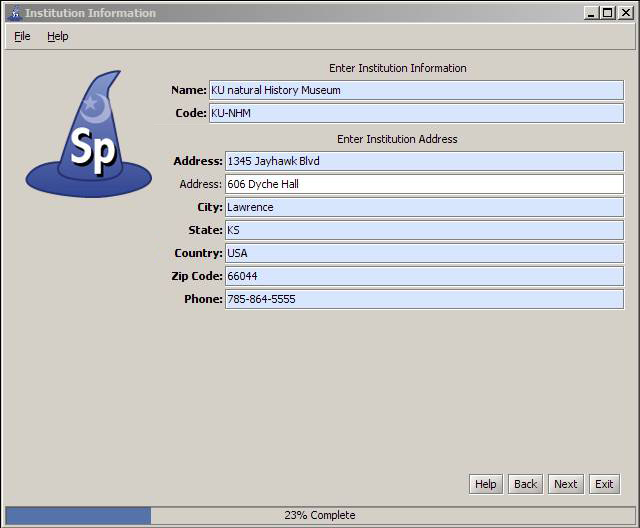 Institution Information
File Help
Enter Institution Information
Name: KU natural History Museum
Code: KU-NHM
Enter Institution Address
Address: 1345 Jayhawk Blvd
Address: 606 Dyche Hall
City: Lawrence
State: KS
Country: USA
Zip Code: 66044
Phone: 785-864-5555
Sp
Help Back Next Exit
23% Complete